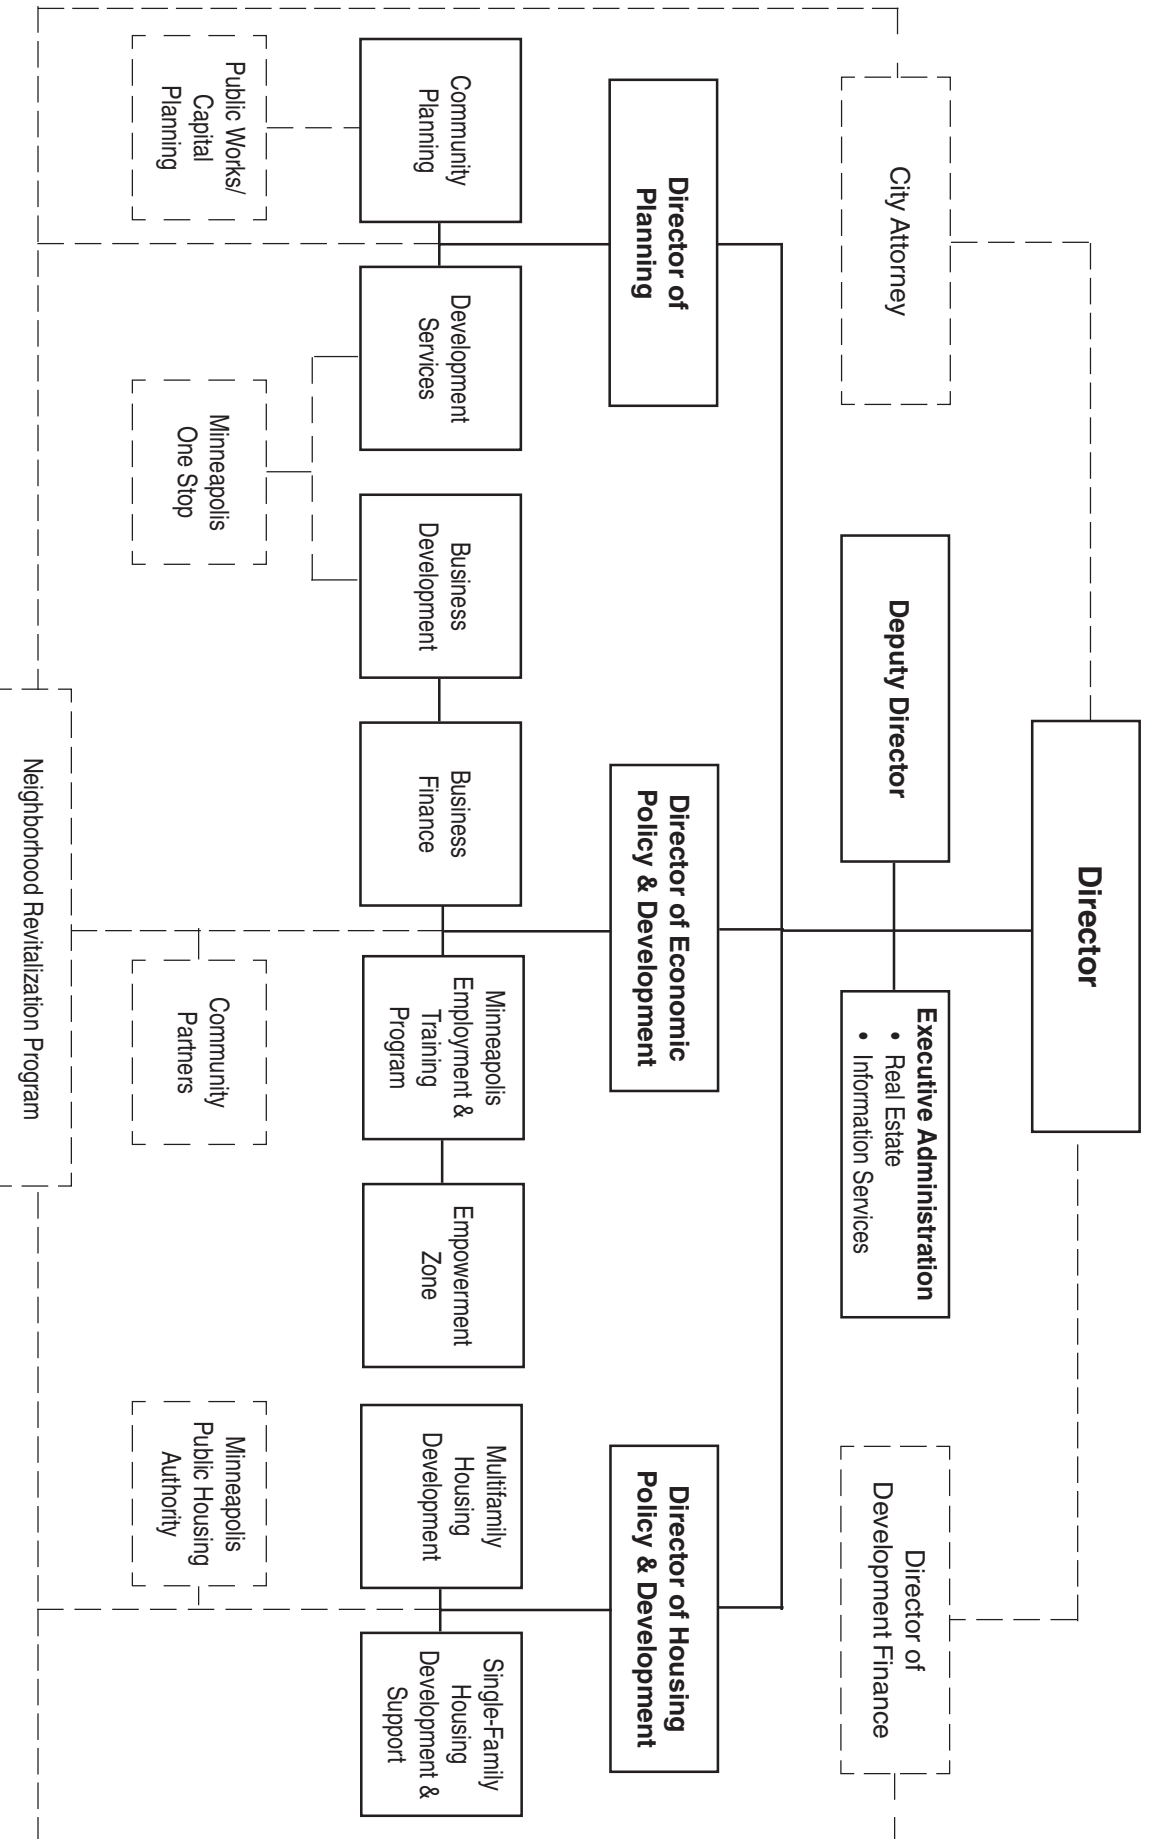 Director
City Attorney
Deputy Director
Executive Administration
• Real Estate
• Information Services
Director of
Development Finance
Director of
Planning
Director of Economic
Policy & Development
Director of Housing
Policy & Development
Community
Planning
Development
Services
Business
Development
Business
Finance
Minneapolis
Employment &
Training
Program
Empowerment
Zone
Multifamily
Housing
Development
Single-Family
Housing
Development &
Support
Public Works/
Capital
Planning
Minneapolis
One Stop
Community
Partners
Minneapolis
Public Housing
Authority
Neighborhood Revitalization Program